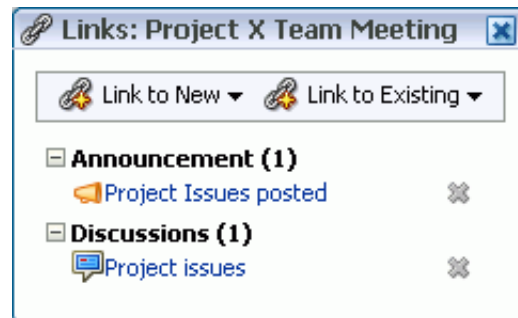 Links: Project X Team Meeting
Link to New Link to Existing
Announcement (1)
Project Issues posted
Discussions (1)
Project issues